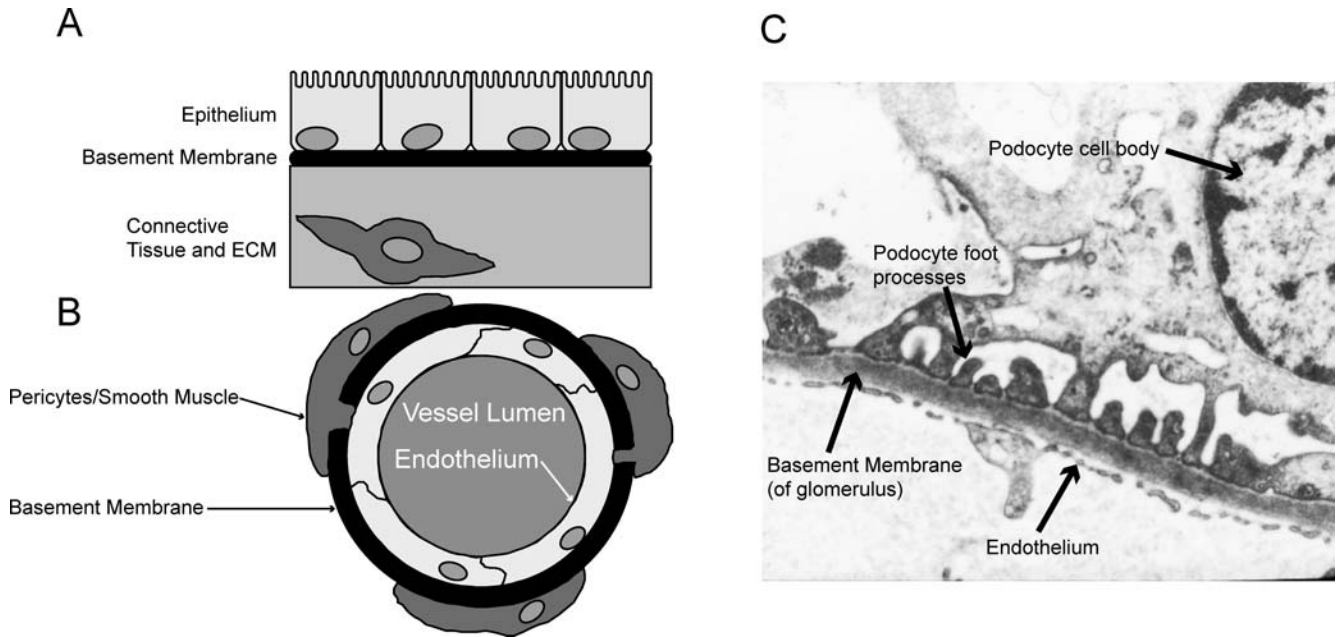 A
Epithelium
Basement Membrane
Connective
Tissue and ECM
B
Pericytes/Smooth Muscle
Vessel Lumen
Endothelium
Basement Membrane
C
Podocyte cell body
Podocyte foot
processes
Basement Membrane
(of glomerulus)
Endothelium